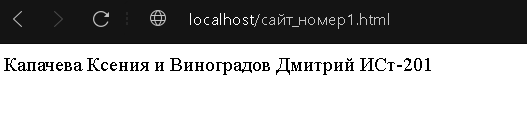 localhost/сайт_номер1.html
Капачева Ксения и Виноградов Дмитрий ИСт-201